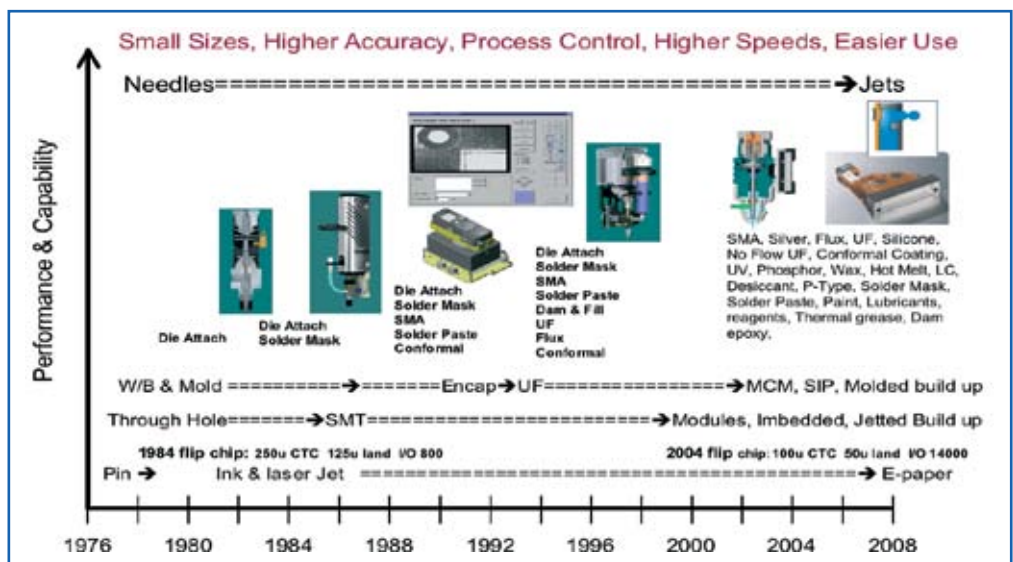 Small Sizes, Higher Accuracy, Process Control, Higher Speeds, Easier Use
Needles=====================================➔Jets
Performance & Capability
Die Attach
Die Attach
Solder Mask
Die Attach
Solder Mask
SMA
Solder Paste
Conformal
Die Attach
Solder Mask
SMA
Solder Paste
Dam & Fill
UF
Flux
Conformal
SMA, Silver, Flux, UF, Silicone,
No Flow UF, Conformal Coating,
UV, Phosphor, Wax, Hot Melt, LC,
Desiccant, P-Type, Solder Mask,
Solder Paste, Paint, Lubricants,
reagents, Thermal grease, Dam
epoxy,
W/B & Mold ==========➔=======Encap➔UF================➔MCM, SIP, Molded build up
Through Hole=======➔SMT =======================➔Modules, Imbedded, Jetted Build up
1984 flip chip: 250u CTC 125u land I/O 800 2004 flip chip: 100u CTC 50u land I/O 14000
Pin ➔ Ink & laser Jet ====================================➔ E-paper
1976 1980 1984 1988 1992 1996 2000 2004 2008